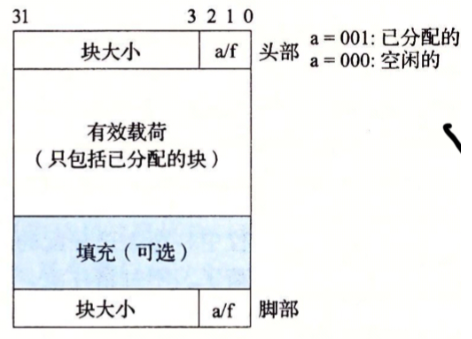 31 3 2 1 0
块大小 a/f 头部 a = 001: 已分配的
a = 000: 空闲的
有效载荷
（只包括已分配的块）
填充（可选）
块大小 a/f 脚部